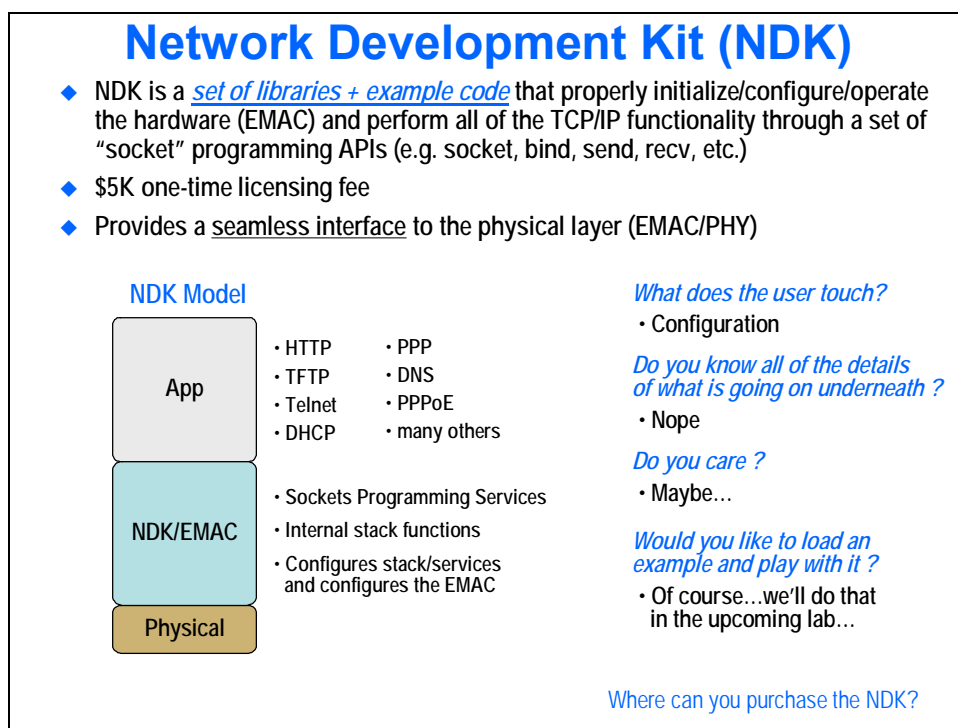 Network Development Kit (NDK)
◆ NDK is a set of libraries + example code that properly initialize/configure/operate
the hardware (EMAC) and perform all of the TCP/IP functionality through a set of
“socket” programming APIs (e.g. socket, bind, send, recv, etc.)
◆ $5K one-time licensing fee
◆ Provides a seamless interface to the physical layer (EMAC/PHY)
NDK Model
App
• HTTP
• TFTP
• Telnet
• DHCP
• PPP
• DNS
• PPPoE
• many others
NDK/EMAC
• Sockets Programming Services
• Internal stack functions
• Configures stack/services
and configures the EMAC
Physical
What does the user touch?
• Configuration
Do you know all of the details
of what is going on underneath ?
• Nope
Do you care ?
• Maybe…
Would you like to load an
example and play with it ?
• Of course…we’ll do that
in the upcoming lab…
Where can you purchase the NDK?